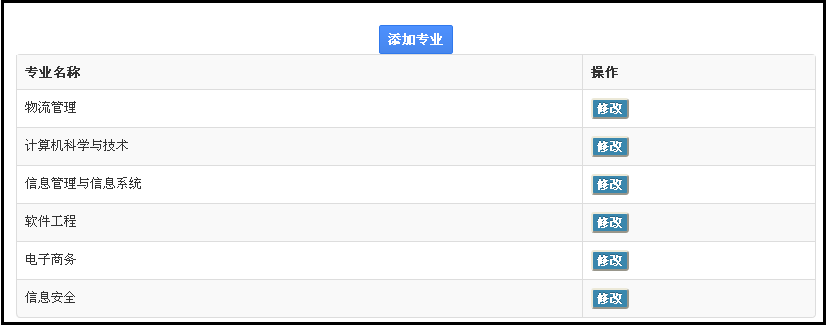 添加专业
专业名称 操作
物流管理 修改
计算机科学与技术 修改
信息管理与信息系统 修改
软件工程 修改
电子商务 修改
信息安全 修改